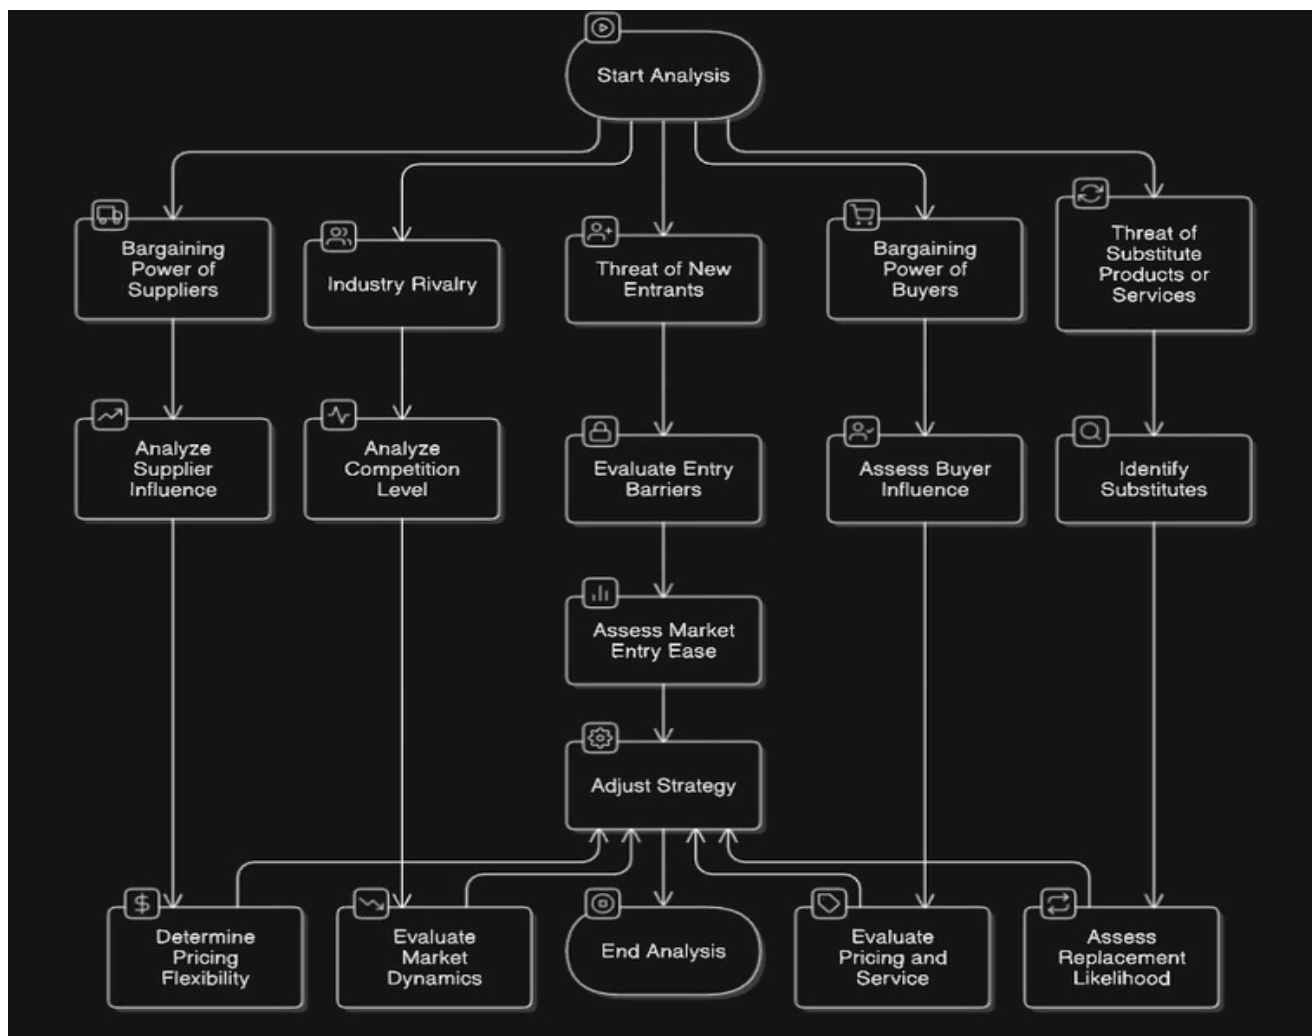 Start Analysis
Bargaining
Power of
Suppliers
Industry Rivalry
Threat of New
Entrants
Bargaining
Power of
Buyers
Threat of
Substitute
Products or
Services
Analyze
Supplier
Influence
Analyze
Competition
Level
Evaluate Entry
Barriers
Assess Buyer
Influence
Identify
Substitutes
Assess Market
Entry Ease
Adjust Strategy
Determine
Pricing
Flexibility
Evaluate
Market
Dynamics
End Analysis
Evaluate
Pricing and
Service
Assess
Replacement
Likelihood